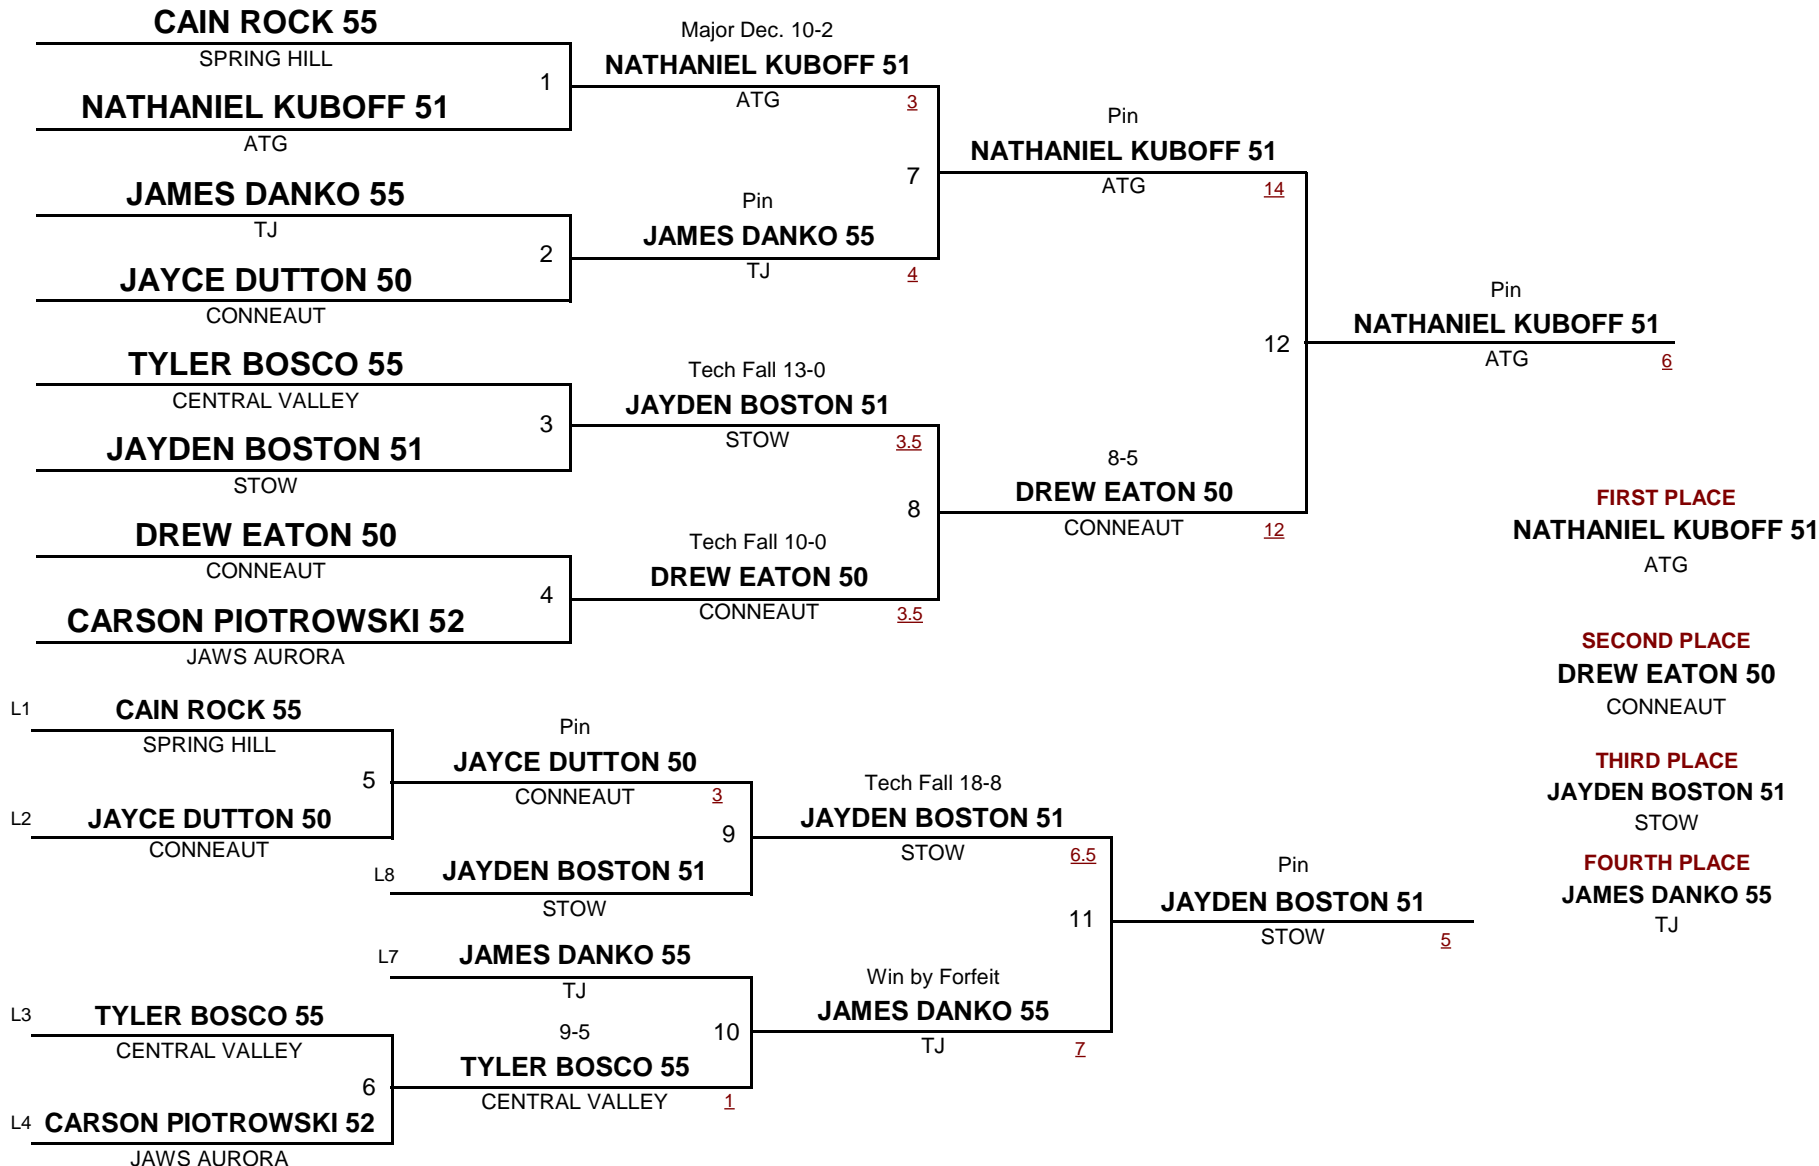 CAIN ROCK 55
SPRING HILL
1
NATHANIEL KUBOFF 51
ATG
JAMES DANKO 55
TJ
2
JAYCE DUTTON 50
CONNEAUT
TYLER BOSCO 55
CENTRAL VALLEY
3
JAYDEN BOSTON 51
STOW
DREW EATON 50
CONNEAUT
4
CARSON PIOTROWSKI 52
JAWS AURORA
Major Dec. 10-2
NATHANIEL KUBOFF 51
ATG 3
7
Pin
JAMES DANKO 55
TJ 4
Tech Fall 13-0
JAYDEN BOSTON 51
STOW 3.5
8
Tech Fall 10-0
DREW EATON 50
CONNEAUT 3.5
Pin
NATHANIEL KUBOFF 51
ATG 14
12
8-5
DREW EATON 50
CONNEAUT 12
Pin
NATHANIEL KUBOFF 51
ATG 6
FIRST PLACE
NATHANIEL KUBOFF 51
ATG
SECOND PLACE
DREW EATON 50
CONNEAUT
THIRD PLACE
JAYDEN BOSTON 51
STOW
FOURTH PLACE
JAMES DANKO 55
TJ
L1 CAIN ROCK 55
SPRING HILL
5
L2 JAYCE DUTTON 50
CONNEAUT
L3 TYLER BOSCO 55
CENTRAL VALLEY
6
L4 CARSON PIOTROWSKI 52
JAWS AURORA
Pin
JAYCE DUTTON 50
CONNEAUT 3
9
L8 JAYDEN BOSTON 51
STOW
L7 JAMES DANKO 55
TJ
10
9-5
TYLER BOSCO 55
CENTRAL VALLEY 1
Tech Fall 18-8
JAYDEN BOSTON 51
STOW 6.5
11
Win by Forfeit
JAMES DANKO 55
TJ 7
Pin
JAYDEN BOSTON 51
STOW 5